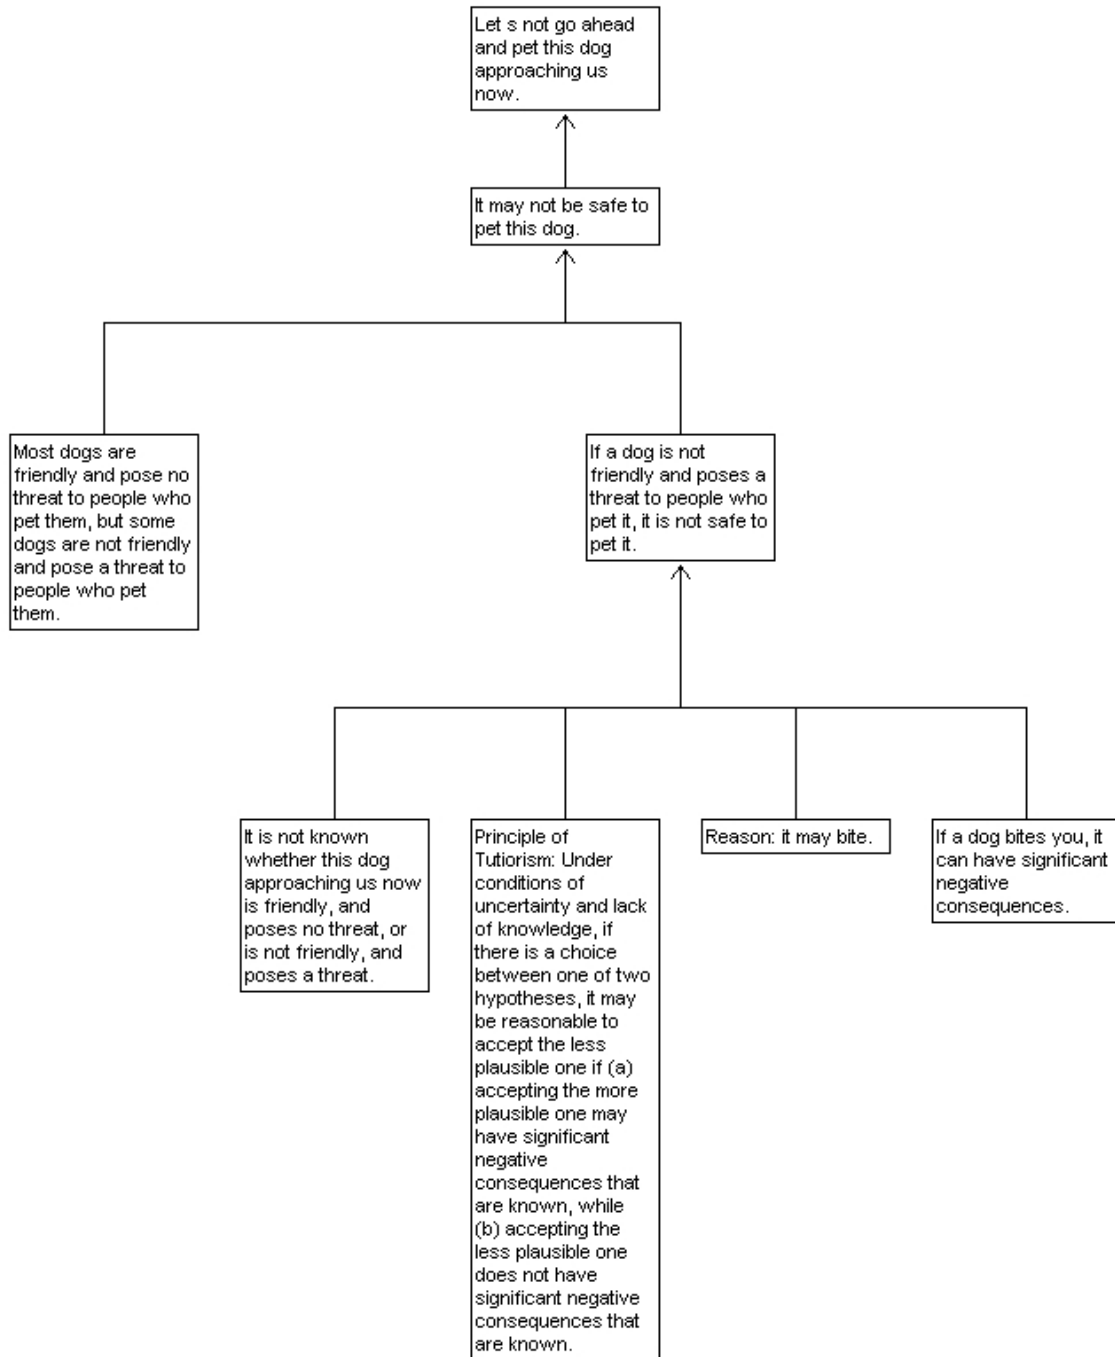 Let s not go ahead
and pet this dog
approaching us
now.
It may not be safe to
pet this dog.
Most dogs are
friendly and pose no
threat to people who
pet them, but some
dogs are not friendly
and pose a threat to
people who pet
them.
If a dog is not
friendly and poses a
threat to people who
pet it, it is not safe to
pet it.
It is not known
whether this dog
approaching us now
is friendly, and
poses no threat, or
is not friendly, and
poses a threat.
Principle of
Tutiorism: Under
conditions of
uncertainty and lack
of knowledge, if
there is a choice
between one of two
hypotheses, it may
be reasonable to
accept the less
plausible one if (a)
accepting the more
plausible one may
have significant
negative
consequences that
are known, while
(b) accepting the
less plausible one
does not have
significant negative
consequences that
are known.
Reason: it may bite.
If a dog bites you, it
can have significant
negative
consequences.